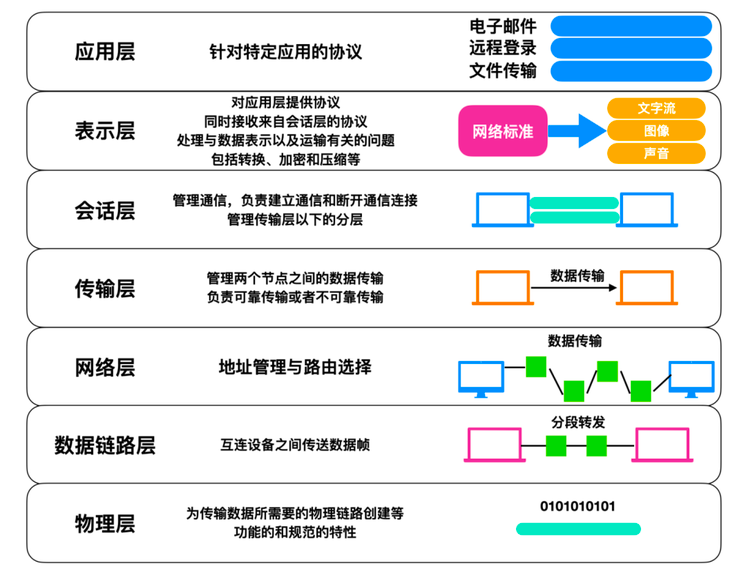 应用层
针对特定应用的协议
电子邮件
远程登录
文件传输
表示层
对应用层提供协议
同时接收来自会话层的协议
处理与数据表示以及运输有关的问题
包括转换、加密和压缩等
网络标准
文字流
图像
声音
会话层
管理通信，负责建立通信和断开通信连接
管理传输层以下的分层
传输层
管理两个节点之间的数据传输
负责可靠传输或者不可靠传输
数据传输
网络层
地址管理与路由选择
数据传输
数据链路层
互连设备之间传送数据帧
分段转发
物理层
为传输数据所需要的物理链路创建等
功能的和规范的特性
0101010101